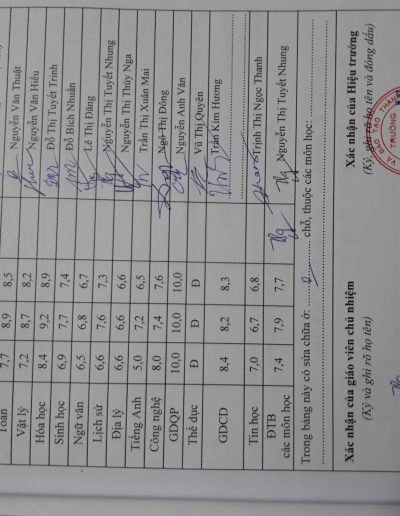 Toán 7,7 8,9 8,5 Nguyễn Văn Thuật
Vật lý 7,2 8,7 8,2 Nguyễn Văn Hiếu
Hóa học 8,4 9,2 8,9 Đỗ Thị Tuyết Trinh
Sinh học 6,9 7,7 7,4 Đỗ Bích Nhuần
Ngữ văn 6,5 6,8 6,7 Lê Thị Đăng
Lịch sử 6,6 7,6 7,3 Nguyễn Thị Tuyết Nhung
Địa lý 6,6 6,6 6,6 Nguyễn Thị Thúy Nga
Tiếng Anh 5,0 7,2 6,5 Trần Thị Xuân Mai
Công nghệ 8,0 7,4 7,6 Ngô Thị Đông
GDQP 10,0 10,0 10,0 Nguyễn Anh Văn
Thể dục Đ Đ Đ Vũ Thị Quyên
GDCD 8,4 8,2 8,3 Trần Kim Hương
Tin học 7,0 6,7 6,8 Trịnh Thị Ngọc Thanh
ĐTB
các môn học 7,4 7,9 7,7 Nguyễn Thị Tuyết Nhung
Trong bảng này có sửa chữa ở: chỗ, thuộc các môn học:
Xác nhận của giáo viên chủ nhiệm
(Ký và ghi rõ họ tên)
Xác nhận của Hiệu trưởng
(Ký, ghi rõ họ tên và đóng dấu)
ĐÀO TẠO
TRƯỜNG